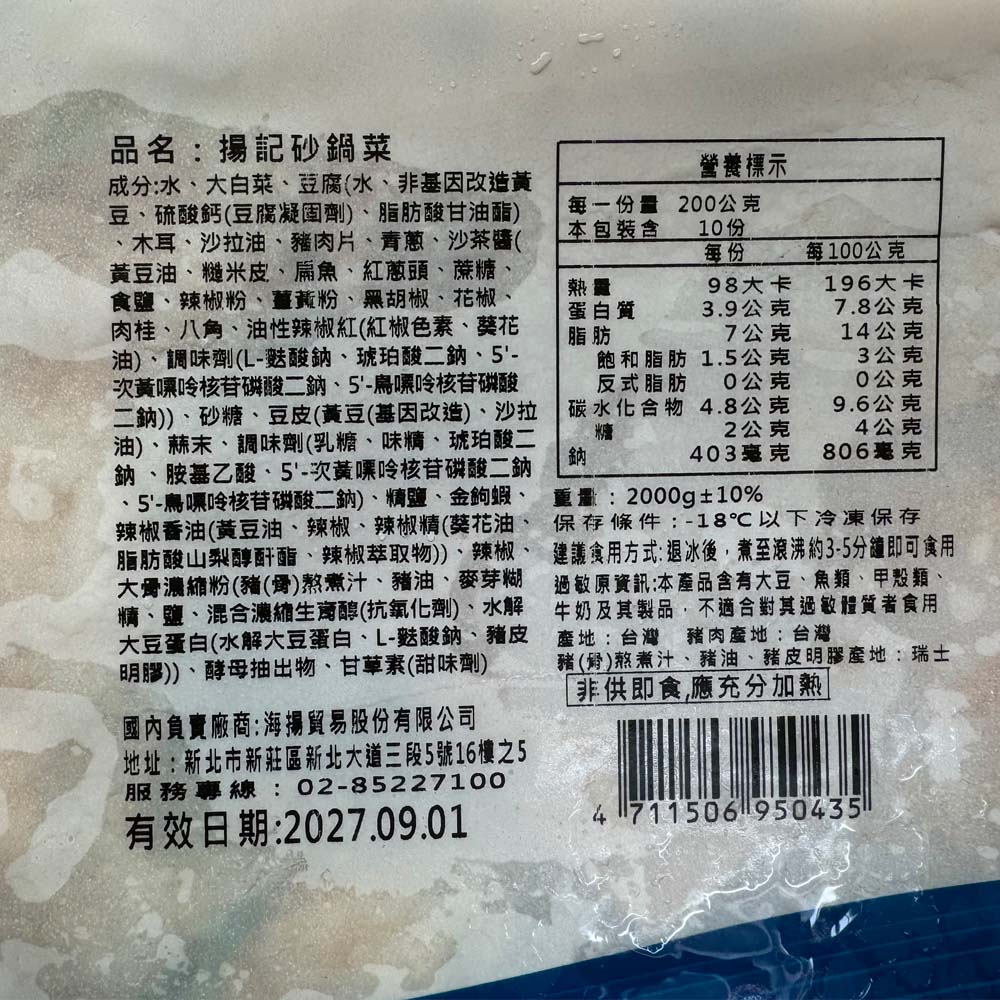 品名：揚記砂鍋菜
成分:水、大白菜、豆腐(水、非基因改造黃
豆、硫酸鈣(豆腐凝固劑)、脂肪酸甘油酯)
、木耳、沙拉油、豬肉片、青蔥、沙茶醬(
黃豆油、糙米皮、扁魚、紅蔥頭、蔗糖、
食鹽、辣椒粉、薑黃粉、黑胡椒、花椒、
肉桂、八角、油性辣椒紅(紅椒色素、葵花
油)、調味劑(L-麩酸鈉、琥珀酸二鈉、5'-
次黃嘌呤核苷磷酸二鈉、5'-鳥嘌呤核苷磷酸
二鈉))、砂糖、豆皮(黃豆(基因改造)、沙拉
油)、蒜末、調味劑(乳糖、味精、琥珀酸二
鈉、胺基乙酸、5'-次黃嘌呤核苷磷酸二鈉
、5'-鳥嘌呤核苷磷酸二鈉)、精鹽、金鉤蝦、
辣椒香油(黃豆油、辣椒、辣椒精(葵花油、
脂肪酸山梨醇酐酯、辣椒萃取物))、辣椒、
大骨濃縮粉(豬(骨)熬煮汁、豬油、麥芽糊
精、鹽、混合濃縮生育醇(抗氧化劑)、水解
大豆蛋白(水解大豆蛋白、L-麩酸鈉、豬皮
明膠))、酵母抽出物、甘草素(甜味劑)
國內負責廠商:海揚貿易股份有限公司
地址：新北市新莊區新北大道三段5號16樓之5
服務專線：02-85227100
有效日期:2027.09.01
營養標示
每一份量 200公克
本包裝含 10份
每份 每100公克
熱量 98大卡 196大卡
蛋白質 3.9公克 7.8公克
脂肪 7公克 14公克
飽和脂肪 1.5公克 3公克
反式脂肪 0公克 0公克
碳水化合物 4.8公克 9.6公克
糖 2公克 4公克
鈉 403毫克 806毫克
重量：2000g±10%
保存條件：-18℃以下冷凍保存
建議食用方式:退冰後，煮至滾沸約3-5分鐘即可食用
過敏原資訊:本產品含有大豆、魚類、甲殼類、
牛奶及其製品，不適合對其過敏體質者食用
產地：台灣 豬肉產地：台灣
豬(骨)熬煮汁、豬油、豬皮明膠產地：瑞士
非供即食,應充分加熱
4 711506 950435